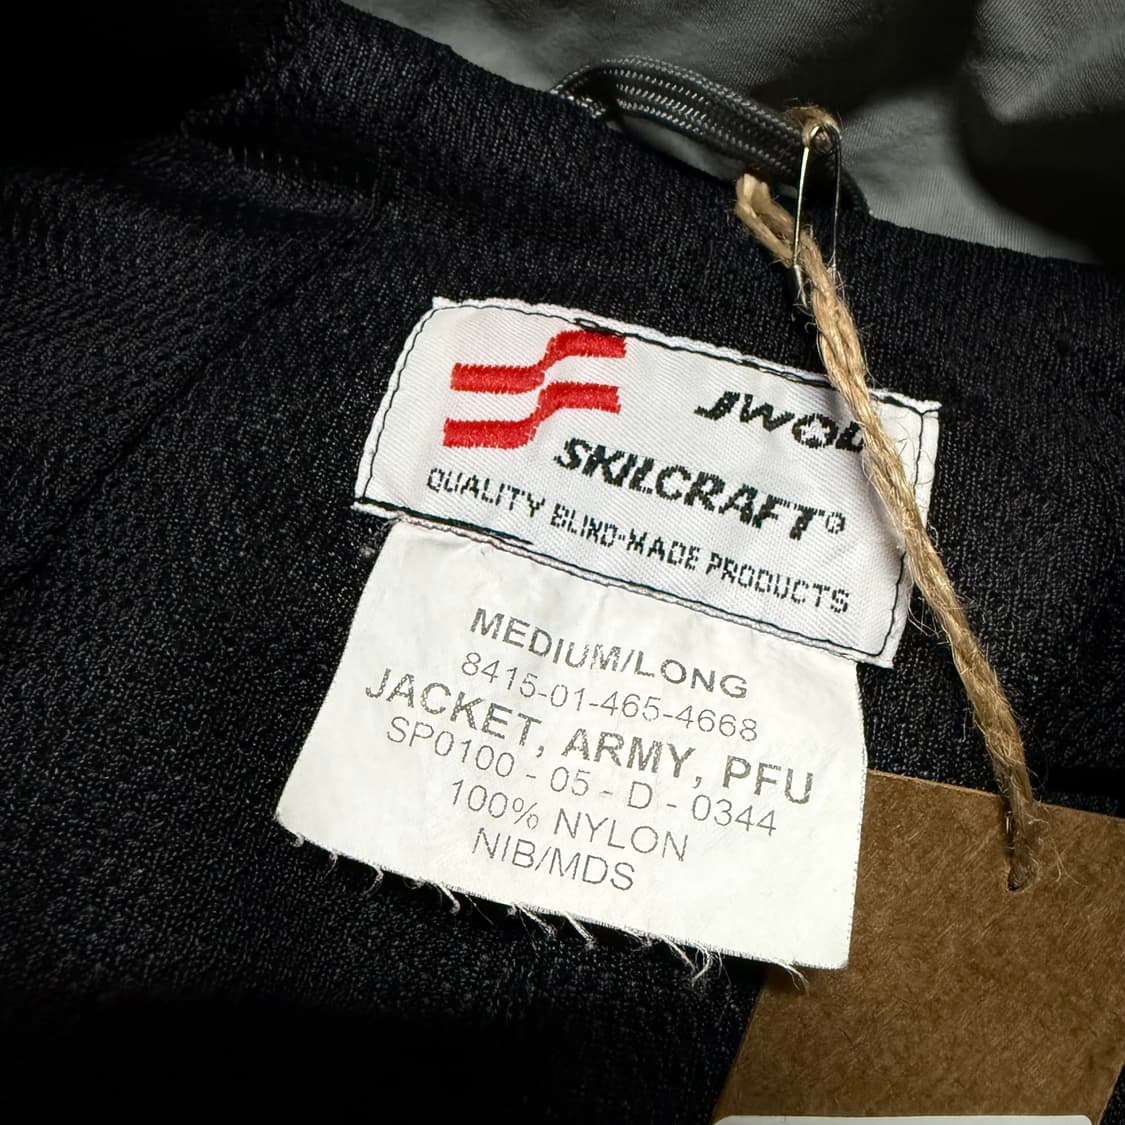 SKILCRAFT®
QUALITY BLIND-MADE PRODUCTS
MEDIUM/LONG
8415-01-465-4668
JACKET, ARMY, PFU
SP0100 - 05 - D - 0344
100% NYLON
NIB/MDS